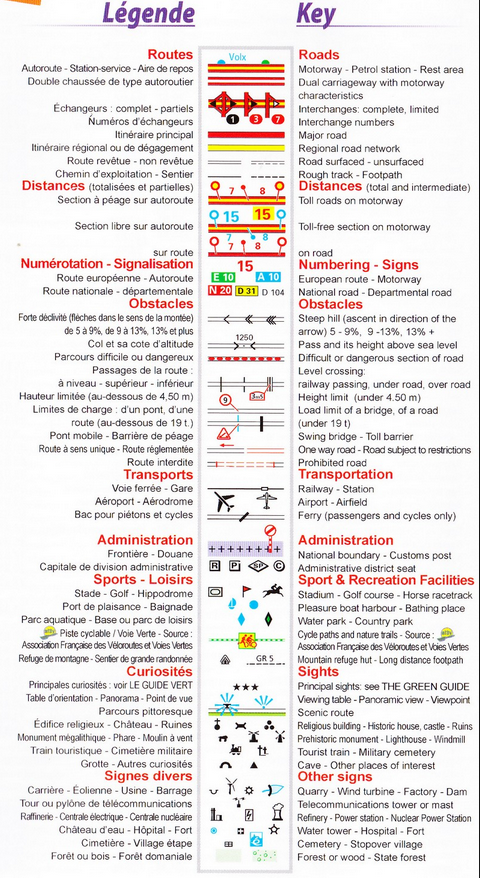 Légende Key
Routes Voix Roads
Autoroute - Station-service - Aire de repos Motorway - Petrol station - Rest area
Double chaussée de type autoroutier Dual carriageway with motorway
characteristics
Échangeurs : complet - partiels Interchanges: complete, limited
Numéros d'échangeurs 1 3 7 Interchange numbers
Itinéraire principal Major road
Itinéraire régional ou de dégagement Regional road network
Route revêtue - non revêtue Road surfaced - unsurfaced
Chemin d'exploitation - Sentier Rough track - Footpath
Distances (totalisées et partielles) Distances (total and intermediate)
Section à péage sur autoroute 7 8 Toll roads on motorway
15 15
Section libre sur autoroute 7 8 Toll-free section on motorway
sur route 7 8 on road
15
Numérotation - Signalisation Numbering - Signs
Route européenne - Autoroute E 10 A 10 European route - Motorway
Route nationale - départementale N 20 D 31 D 104 National road - Departmental road
Obstacles Obstacles
Forte déclivité (flèches dans le sens de la montée) Steep hill (ascent in direction of the
de 5 à 9%, de 9 à 13%, 13% et plus arrow) 5 - 9%, 9 -13%, 13% +
Col et sa cote d'altitude 1250 Pass and its height above sea level
Parcours difficile ou dangereux Difficult or dangerous section of road
Passages de la route : Level crossing:
à niveau - supérieur - inférieur railway passing, under road, over road
Hauteur limitée (au-dessous de 4,50 m) Height limit (under 4.50 m)
Limites de charge : d'un pont, d'une 9 Load limit of a bridge, of a road
route (au-dessous de 19 t.) (under 19 t)
Pont mobile - Barrière de péage Swing bridge - Toll barrier
Route à sens unique - Route réglementée One way road - Road subject to restrictions
Route interdite Prohibited road
Transports Transportation
Voie ferrée - Gare Railway - Station
Aéroport - Aérodrome Airport - Airfield
Bac pour piétons et cycles Ferry (passengers and cycles only)
Administration Administration
Frontière - Douane National boundary - Customs post
Capitale de division administrative R P SP C Administrative district seat
Sports - Loisirs Sport & Recreation Facilities
Stade - Golf - Hippodrome Stadium - Golf course - Horse racetrack
Port de plaisance - Baignade Pleasure boat harbour - Bathing place
Parc aquatique - Base ou parc de loisirs Water park - Country park
Piste cyclable / Voie Verte - Source : Cycle paths and nature trails - Source :
Association Française des Véloroutes et Voies Vertes Association Française des Véloroutes et Voies Vertes
Refuge de montagne - Sentier de grande randonnée GR 5 Mountain refuge hut - Long distance footpath
Curiosités Sights
Principales curiosités : voir LE GUIDE VERT Principal sights: see THE GREEN GUIDE
Table d'orientation - Panorama - Point de vue Viewing table - Panoramic view - Viewpoint
Parcours pittoresque Scenic route
Édifice religieux - Château - Ruines Religious building - Historic house, castle - Ruins
Monument mégalithique - Phare - Moulin à vent Prehistoric monument - Lighthouse - Windmill
Train touristique - Cimetière militaire Tourist train - Military cemetery
Grotte - Autres curiosités Cave - Other places of interest
Signes divers Other signs
Carrière - Éolienne - Usine - Barrage Quarry - Wind turbine - Factory - Dam
Tour ou pylône de télécommunications Telecommunications tower or mast
Raffinerie - Centrale électrique - Centrale nucléaire Refinery - Power station - Nuclear Power Station
Château d'eau - Hôpital - Fort Water tower - Hospital - Fort
Cimetière - Village étape Cemetery - Stopover village
Forêt ou bois - Forêt domaniale Forest or wood - State forest